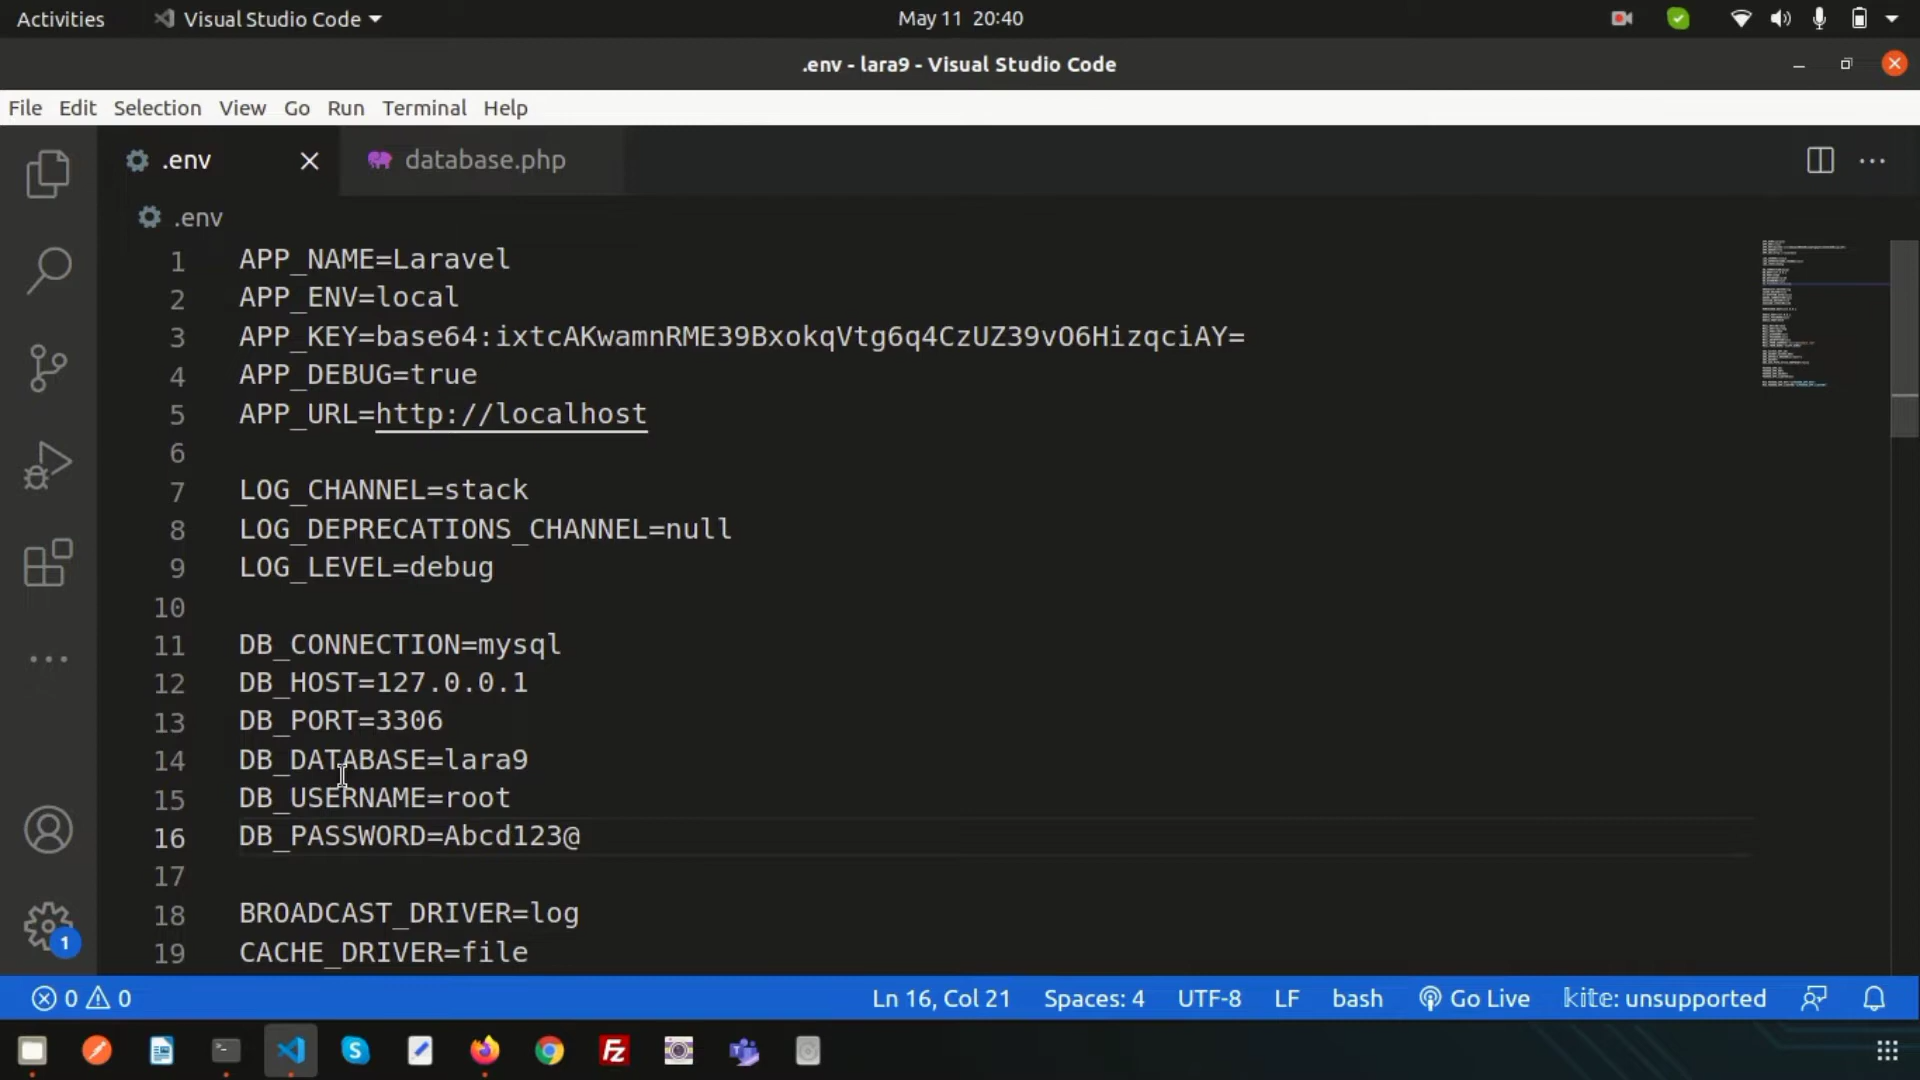 Activities
Visual Studio Code
May 11 20:40
.env - lara9 - Visual Studio Code
File Edit Selection View Go Run Terminal Help
.env
database.php
.env
1 APP_NAME=Laravel
2 APP_ENV=local
3 APP_KEY=base64:ixtcAKwamnRME39BxokqVtg6q4CzUZ39vO6HizqciAY=
4 APP_DEBUG=true
5 APP_URL=http://localhost
6
7 LOG_CHANNEL=stack
8 LOG_DEPRECATIONS_CHANNEL=null
9 LOG_LEVEL=debug
10
11 DB_CONNECTION=mysql
12 DB_HOST=127.0.0.1
13 DB_PORT=3306
14 DB_DATABASE=lara9
15 DB_USERNAME=root
16 DB_PASSWORD=Abcd123@
17
18 BROADCAST_DRIVER=log
19 CACHE_DRIVER=file
1
0 0
Ln 16, Col 21 Spaces: 4 UTF-8 LF bash Go Live kite: unsupported